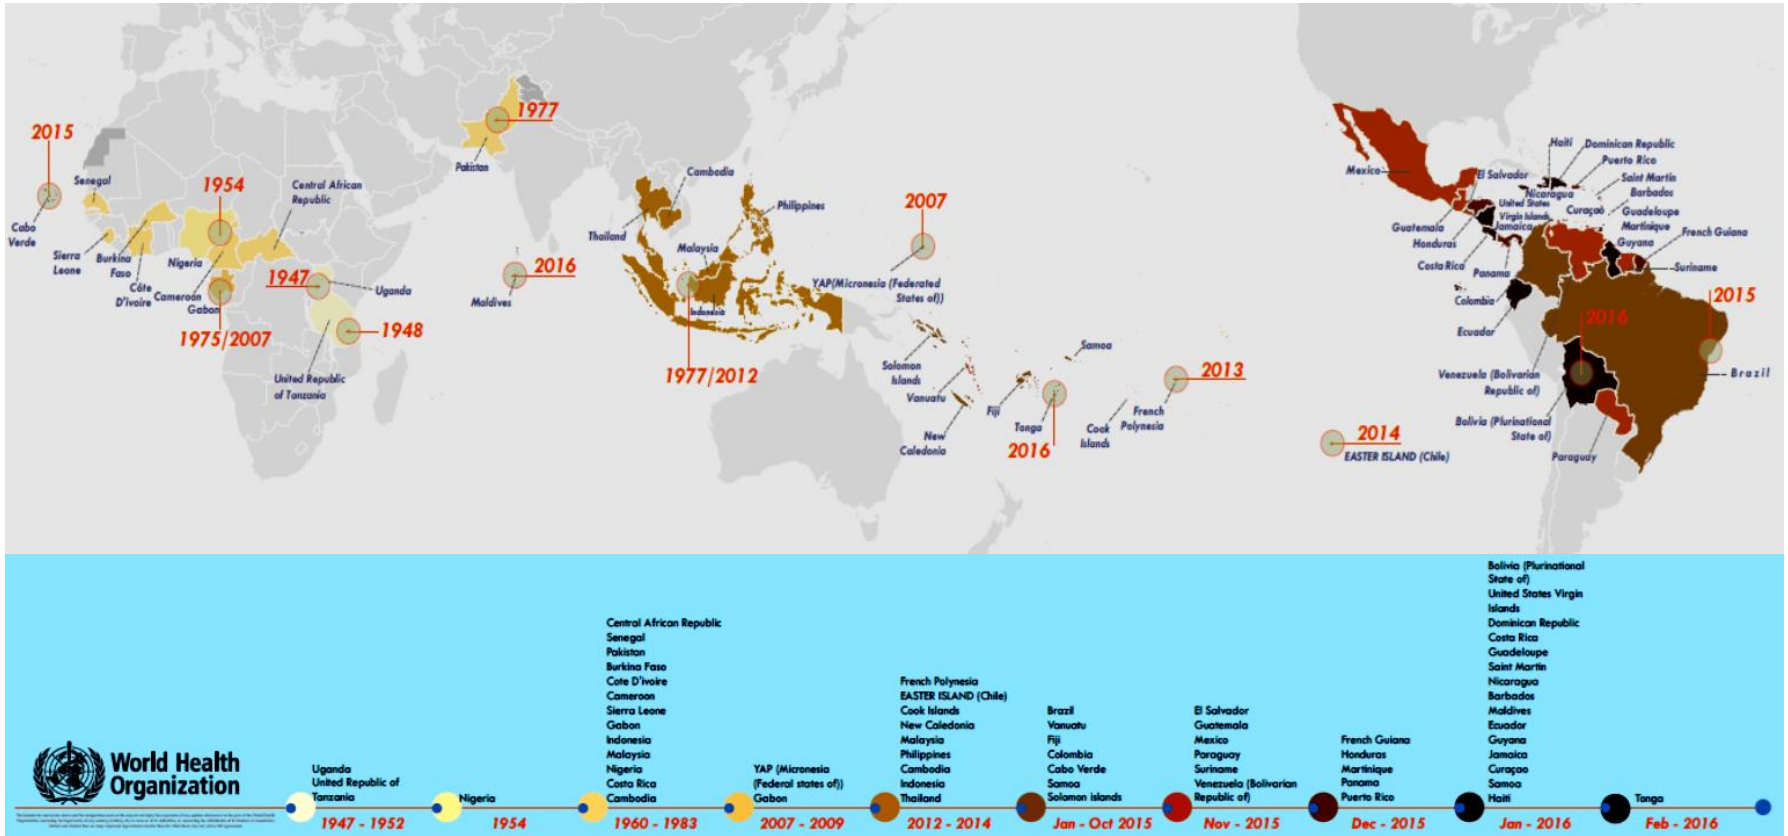 2015
Cabo
Verde
Senegal
Sierra
Leone
Burkina
Faso
Côte
D'ivoire
1954
Nigeria
Cameroon
Gabon
1975/2007
Central African
Republic
1947
Uganda
1948
United Republic
of Tanzania
1977
Pakistan
2016
Maldives
Thailand
Cambodia
Malaysia
Philippines
Indonesia
1977/2012
2007
YAP(Micronesia (Federated
States of))
Solomon
Islands
Vanuatu
New
Caledonia
Fiji
Samoa
Tonga
2016
Cook
Islands
French
Polynesia
2013
2014
EASTER ISLAND (Chile)
Mexico
Guatemala
Honduras
El Salvador
Nicaragua
Costa Rica
Panama
Haiti
Dominican Republic
Puerto Rico
Saint Martin
Barbados
United States
Virgin Islands
Jamaica
Curaçao
Guadeloupe
Martinique
Guyana
French Guiana
Suriname
Colombia
Ecuador
Venezuela (Bolivarian
Republic of)
Bolivia (Plurinational
State of)
Paraguay
2016
2015
Brazil
World Health
Organization
Uganda
United Republic of
Tanzania
1947 - 1952
Nigeria
1954
Central African Republic
Senegal
Pakistan
Burkina Faso
Cote D'ivoire
Cameroon
Sierra Leone
Gabon
Indonesia
Malaysia
Nigeria
Costa Rica
Cambodia
1960 - 1983
YAP (Micronesia
(Federal states of))
Gabon
2007 - 2009
French Polynesia
EASTER ISLAND (Chile)
Cook Islands
New Caledonia
Malaysia
Philippines
Cambodia
Indonesia
Thailand
2012 - 2014
Brazil
Vanuatu
Fiji
Colombia
Cabo Verde
Samoa
Solomon islands
Jan - Oct 2015
El Salvador
Guatemala
Mexico
Paraguay
Suriname
Venezuela (Bolivarian
Republic of)
Nov - 2015
French Guiana
Honduras
Martinique
Panama
Puerto Rico
Dec - 2015
Bolivia (Plurinational
State of)
United States Virgin
Islands
Dominican Republic
Costa Rica
Guadeloupe
Saint Martin
Nicaragua
Barbados
Maldives
Ecuador
Guyana
Jamaica
Curaçao
Samoa
Haiti
Jan - 2016
Tonga
Feb - 2016